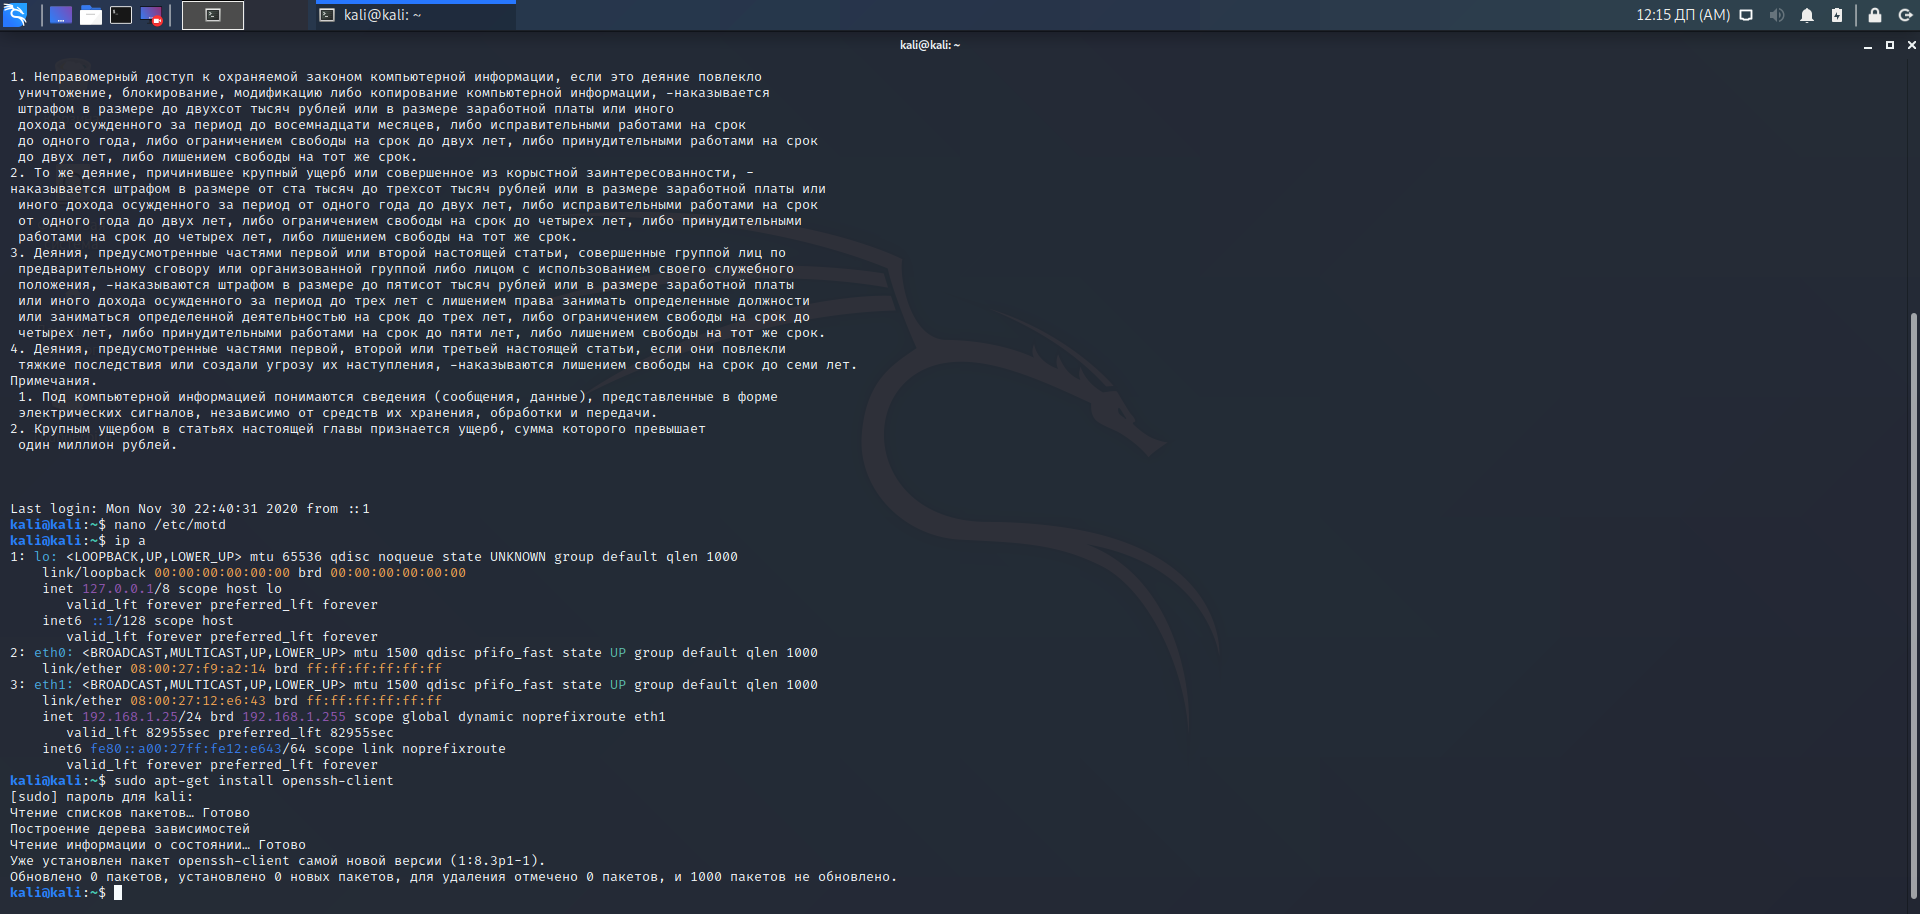 kali@kali: ~
12:15 ДП (AM)
kali@kali: ~
1. Неправомерный доступ к охраняемой законом компьютерной информации, если это деяние повлекло
уничтожение, блокирование, модификацию либо копирование компьютерной информации, -наказывается
штрафом в размере до двухсот тысяч рублей или в размере заработной платы или иного
дохода осужденного за период до восемнадцати месяцев, либо исправительными работами на срок
до одного года, либо ограничением свободы на срок до двух лет, либо принудительными работами на срок
до двух лет, либо лишением свободы на тот же срок.
2. То же деяние, причинившее крупный ущерб или совершенное из корыстной заинтересованности, -
наказывается штрафом в размере от ста тысяч до трехсот тысяч рублей или в размере заработной платы или
иного дохода осужденного за период от одного года до двух лет, либо исправительными работами на срок
от одного года до двух лет, либо ограничением свободы на срок до четырех лет, либо принудительными
работами на срок до четырех лет, либо лишением свободы на тот же срок.
3. Деяния, предусмотренные частями первой или второй настоящей статьи, совершенные группой лиц по
предварительному сговору или организованной группой либо лицом с использованием своего служебного
положения, -наказываются штрафом в размере до пятисот тысяч рублей или в размере заработной платы
или иного дохода осужденного за период до трех лет с лишением права занимать определенные должности
или заниматься определенной деятельностью на срок до трех лет, либо ограничением свободы на срок до
четырех лет, либо принудительными работами на срок до пяти лет, либо лишением свободы на тот же срок.
4. Деяния, предусмотренные частями первой, второй или третьей настоящей статьи, если они повлекли
тяжкие последствия или создали угрозу их наступления, -наказываются лишением свободы на срок до семи лет.
Примечания.
1. Под компьютерной информацией понимаются сведения (сообщения, данные), представленные в форме
электрических сигналов, независимо от средств их хранения, обработки и передачи.
2. Крупным ущербом в статьях настоящей главы признается ущерб, сумма которого превышает
один миллион рублей.
Last login: Mon Nov 30 22:40:31 2020 from ::1
kali@kali:~$ nano /etc/motd
kali@kali:~$ ip a
1: lo: <LOOPBACK,UP,LOWER_UP> mtu 65536 qdisc noqueue state UNKNOWN group default qlen 1000
link/loopback 00:00:00:00:00:00 brd 00:00:00:00:00:00
inet 127.0.0.1/8 scope host lo
valid_lft forever preferred_lft forever
inet6 ::1/128 scope host
valid_lft forever preferred_lft forever
2: eth0: <BROADCAST,MULTICAST,UP,LOWER_UP> mtu 1500 qdisc pfifo_fast state UP group default qlen 1000
link/ether 08:00:27:f9:a2:14 brd ff:ff:ff:ff:ff:ff
3: eth1: <BROADCAST,MULTICAST,UP,LOWER_UP> mtu 1500 qdisc pfifo_fast state UP group default qlen 1000
link/ether 08:00:27:12:e6:43 brd ff:ff:ff:ff:ff:ff
inet 192.168.1.25/24 brd 192.168.1.255 scope global dynamic noprefixroute eth1
valid_lft 82955sec preferred_lft 82955sec
inet6 fe80::a00:27ff:fe12:e643/64 scope link noprefixroute
valid_lft forever preferred_lft forever
kali@kali:~$ sudo apt-get install openssh-client
[sudo] пароль для kali:
Чтение списков пакетов… Готово
Построение дерева зависимостей
Чтение информации о состоянии… Готово
Уже установлен пакет openssh-client самой новой версии (1:8.3p1-1).
Обновлено 0 пакетов, установлено 0 новых пакетов, для удаления отмечено 0 пакетов, и 1000 пакетов не обновлено.
kali@kali:~$